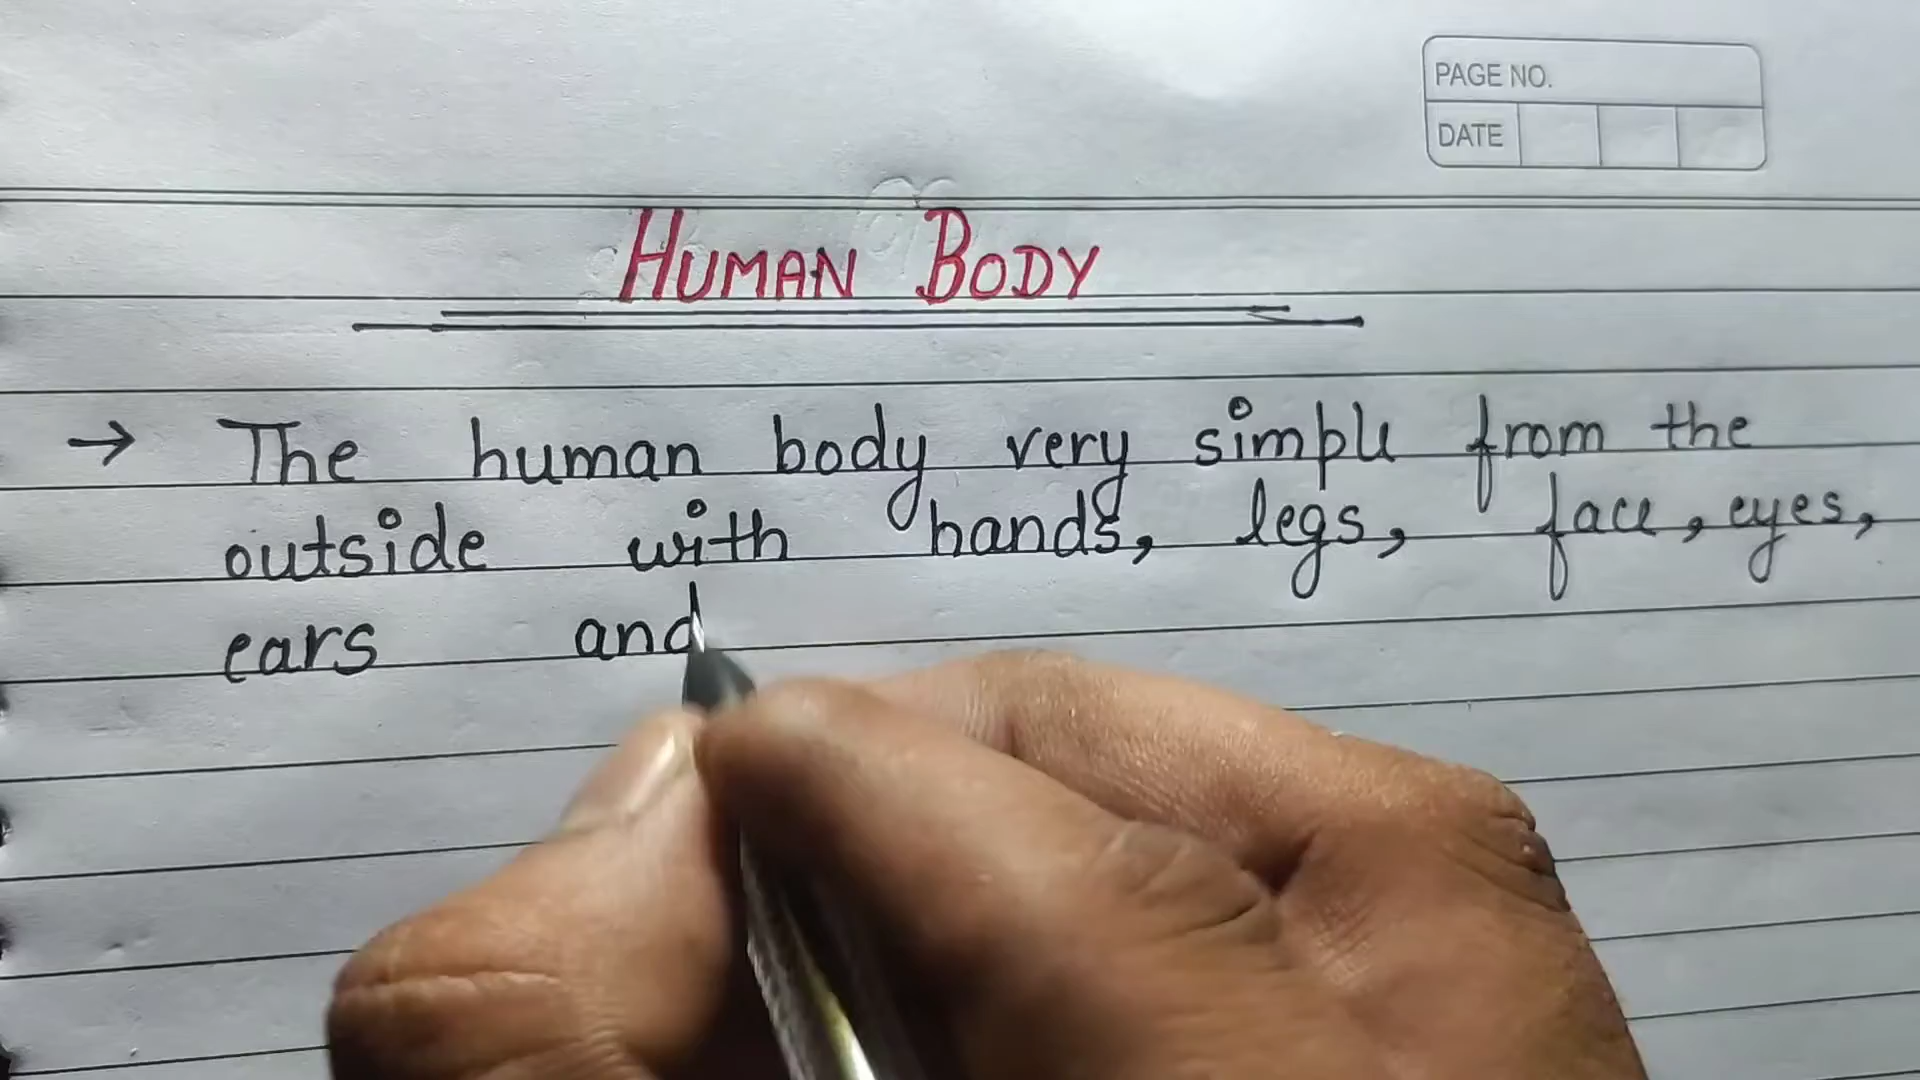 PAGE NO.
DATE
HUMAN BODY
→ The human body very simple from the
outside with hands, legs, face, eyes,
ears and